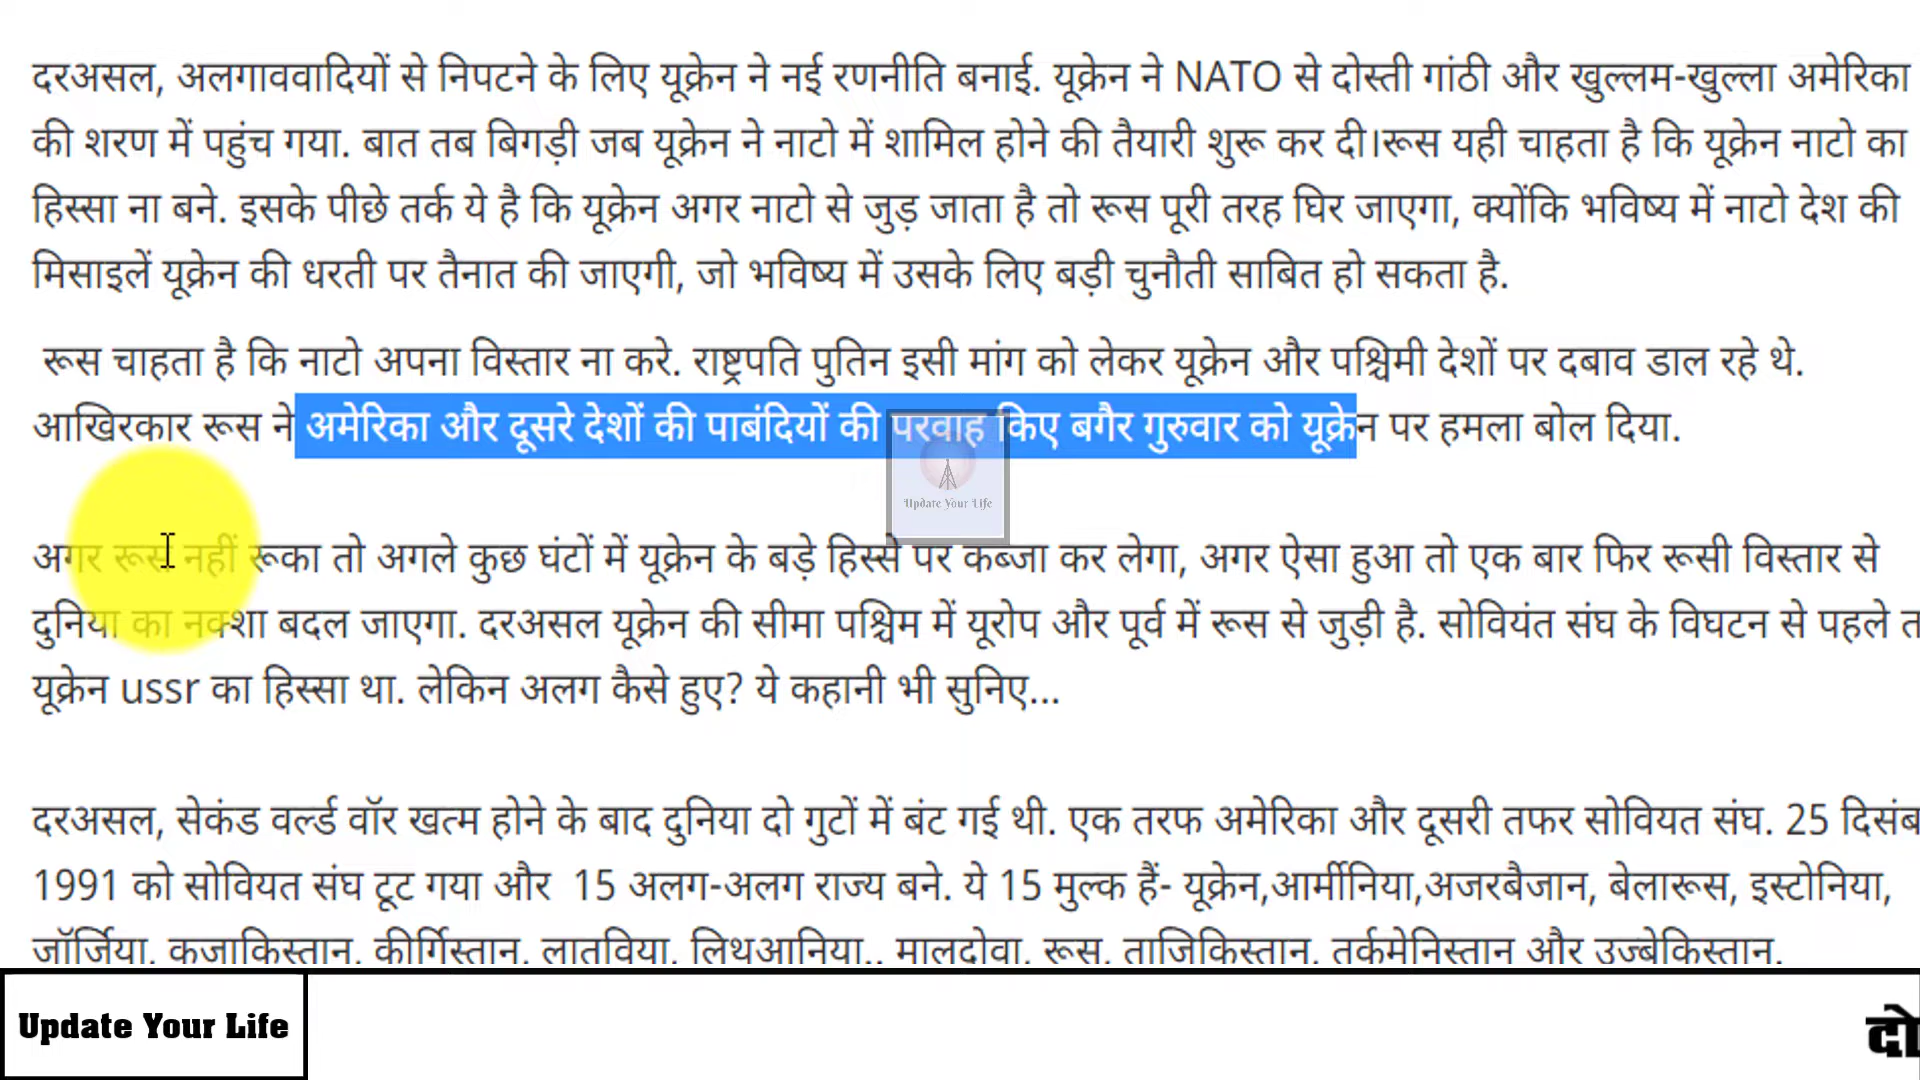 दरअसल, अलगाववादियों से निपटने के लिए यूक्रेन ने नई रणनीति बनाई. यूक्रेन ने NATO से दोस्ती गांठी और खुल्लम-खुल्ला अमेरिका
की शरण में पहुंच गया. बात तब बिगड़ी जब यूक्रेन ने नाटो में शामिल होने की तैयारी शुरू कर दी।रूस यही चाहता है कि यूक्रेन नाटो का
हिस्सा ना बने. इसके पीछे तर्क ये है कि यूक्रेन अगर नाटो से जुड़ जाता है तो रूस पूरी तरह घिर जाएगा, क्योंकि भविष्य में नाटो देश की
मिसाइलें यूक्रेन की धरती पर तैनात की जाएगी, जो भविष्य में उसके लिए बड़ी चुनौती साबित हो सकता है.
रूस चाहता है कि नाटो अपना विस्तार ना करे. राष्ट्रपति पुतिन इसी मांग को लेकर यूक्रेन और पश्चिमी देशों पर दबाव डाल रहे थे.
आखिरकार रूस ने अमेरिका और दूसरे देशों की पाबंदियों की परवाह किए बगैर गुरुवार को यूक्रेन पर हमला बोल दिया.
Update Your Life
अगर रूस नहीं रूका तो अगले कुछ घंटों में यूक्रेन के बड़े हिस्से पर कब्जा कर लेगा, अगर ऐसा हुआ तो एक बार फिर रूसी विस्तार से
दुनिया का नक्शा बदल जाएगा. दरअसल यूक्रेन की सीमा पश्चिम में यूरोप और पूर्व में रूस से जुड़ी है. सोवियंत संघ के विघटन से पहले त
यूक्रेन ussr का हिस्सा था. लेकिन अलग कैसे हुए? ये कहानी भी सुनिए...
दरअसल, सेकंड वर्ल्ड वॉर खत्म होने के बाद दुनिया दो गुटों में बंट गई थी. एक तरफ अमेरिका और दूसरी तफर सोवियत संघ. 25 दिसंब
1991 को सोवियत संघ टूट गया और 15 अलग-अलग राज्य बने. ये 15 मुल्क हैं- यूक्रेन,आर्मीनिया,अजरबैजान, बेलारूस, इस्टोनिया,
जॉर्जिया, कजाकिस्तान, कीर्गिस्तान, लातविया, लिथुआनिया,, मालदोवा, रूस, ताजिकिस्तान, तुर्कमेनिस्तान और उज्बेकिस्तान.
Update Your Life
दो